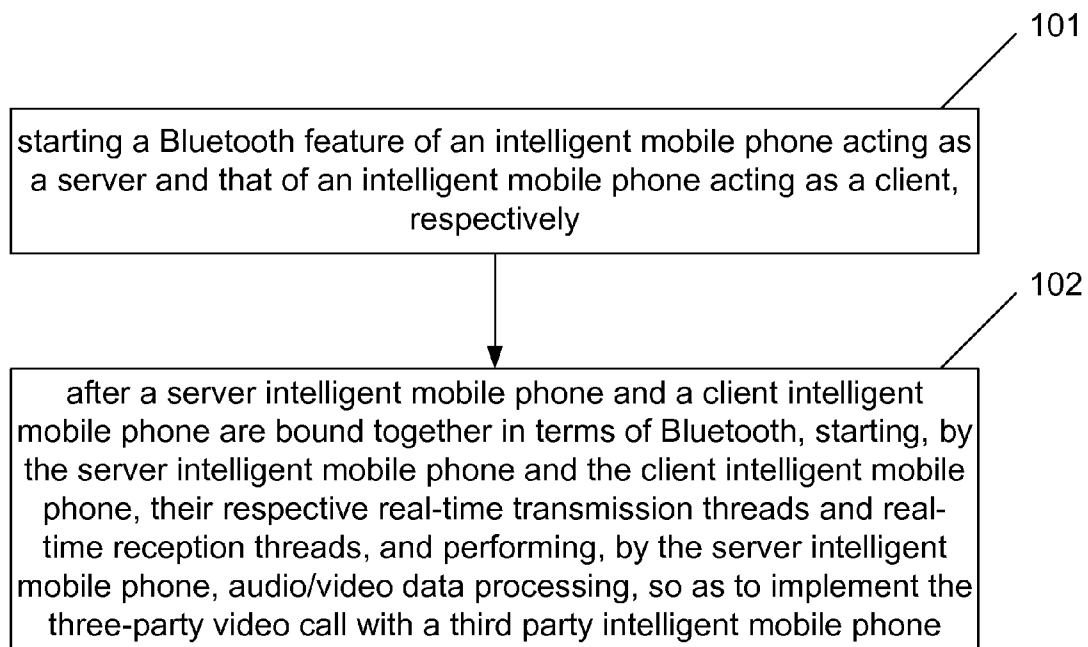 101
starting a Bluetooth feature of an intelligent mobile phone acting as
a server and that of an intelligent mobile phone acting as a client,
respectively
102
after a server intelligent mobile phone and a client intelligent
mobile phone are bound together in terms of Bluetooth, starting, by
the server intelligent mobile phone and the client intelligent mobile
phone, their respective real-time transmission threads and real-
time reception threads, and performing, by the server intelligent
mobile phone, audio/video data processing, so as to implement the
three-party video call with a third party intelligent mobile phone